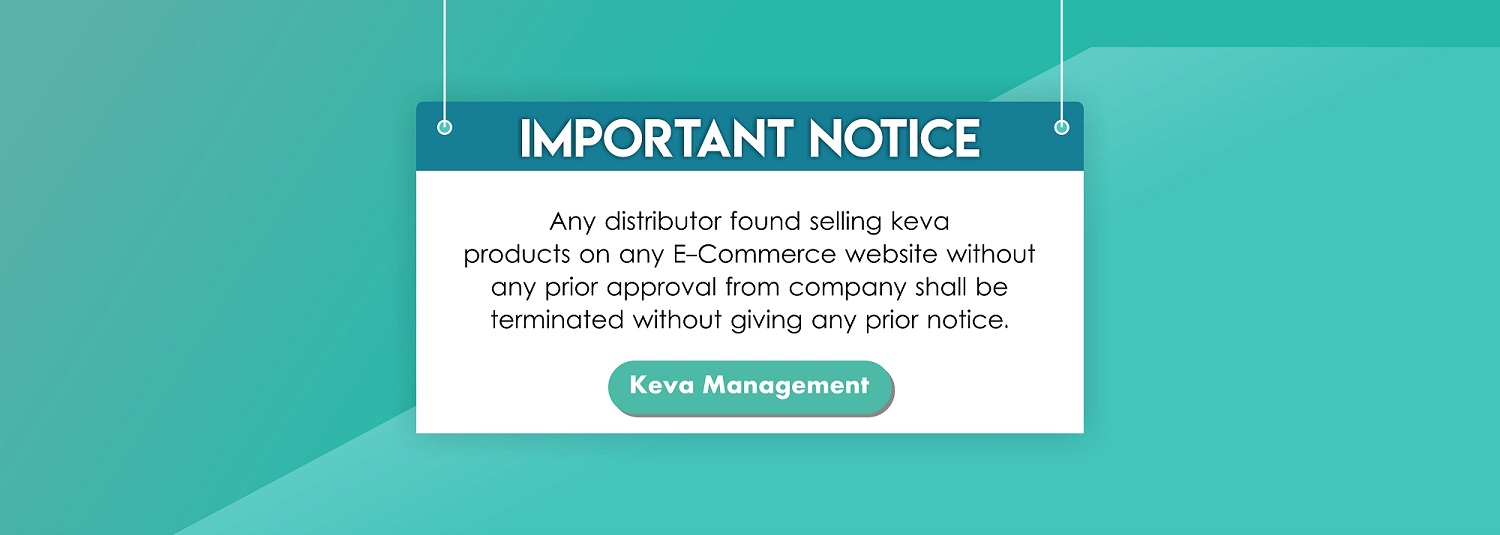 IMPORTANT NOTICE
Any distributor found selling keva
products on any E-Commerce website without
any prior approval from company shall be
terminated without giving any prior notice.
Keva Management